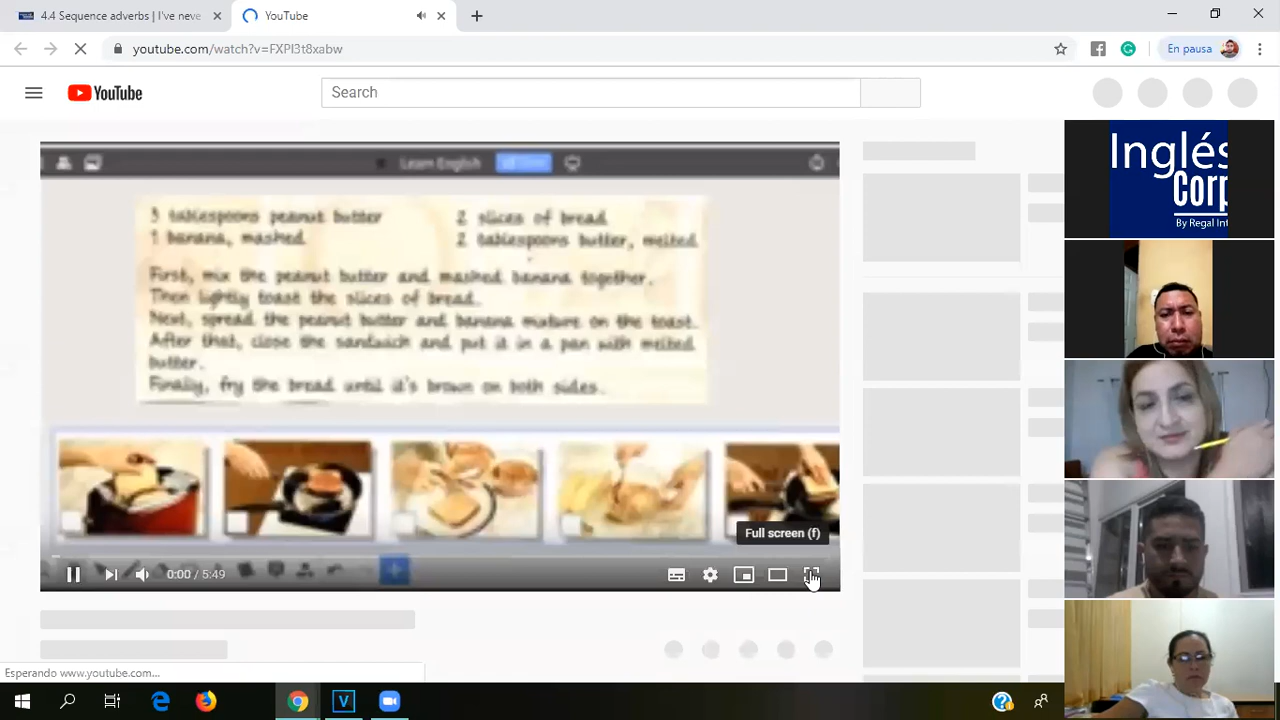 4.4 Sequence adverbs | I've neve
YouTube
youtube.com/watch?v=FXPl3t8xabw
En pausa
YouTube
Search
Learn English
3 tablespoons peanut butter
2 slices of bread
1 banana, mashed
2 tablespoons butter, melted
First, mix the peanut butter and mashed banana together.
Then lightly toast the slices of bread.
Next, spread the peanut butter and banana mixture on the toast.
After that, close the sandwich and put it in a pan with melted
butter.
Finally, fry the bread until it's brown on both sides.
Full screen (f)
0:00 / 5:49
Esperando www.youtube.com...
Inglés
Corp
By Regal Int